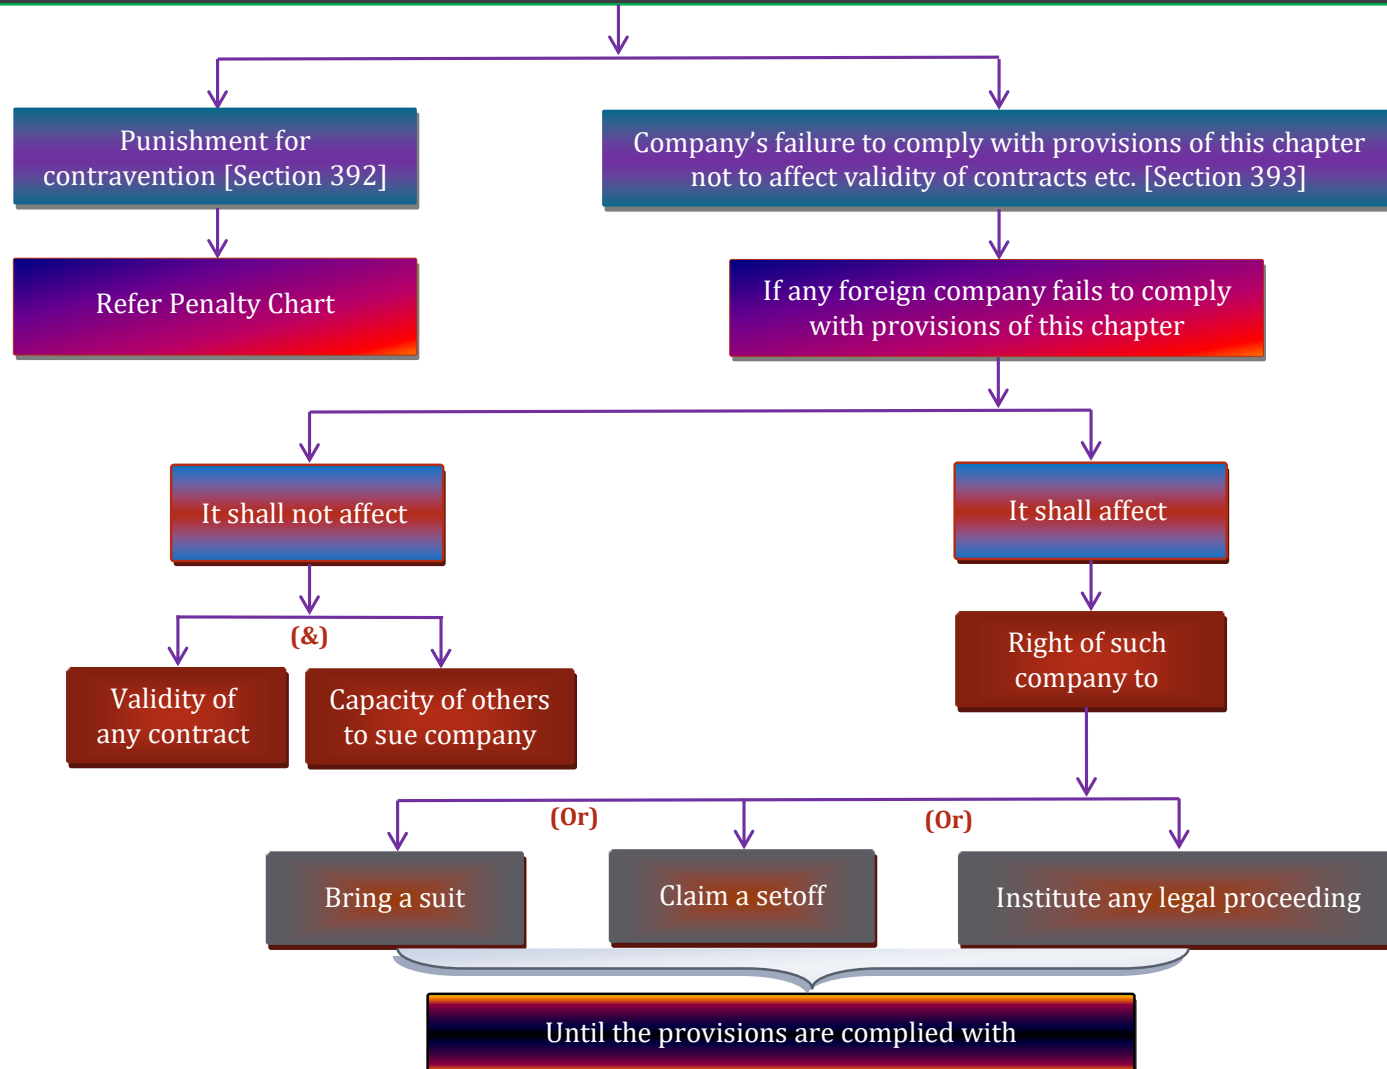 Punishment for
contravention [Section 392]
Company’s failure to comply with provisions of this chapter
not to affect validity of contracts etc. [Section 393]
Refer Penalty Chart
If any foreign company fails to comply
with provisions of this chapter
It shall not affect
It shall affect
(&)
Validity of
any contract
Capacity of others
to sue company
Right of such
company to
(Or)
(Or)
Bring a suit
Claim a setoff
Institute any legal proceeding
Until the provisions are complied with